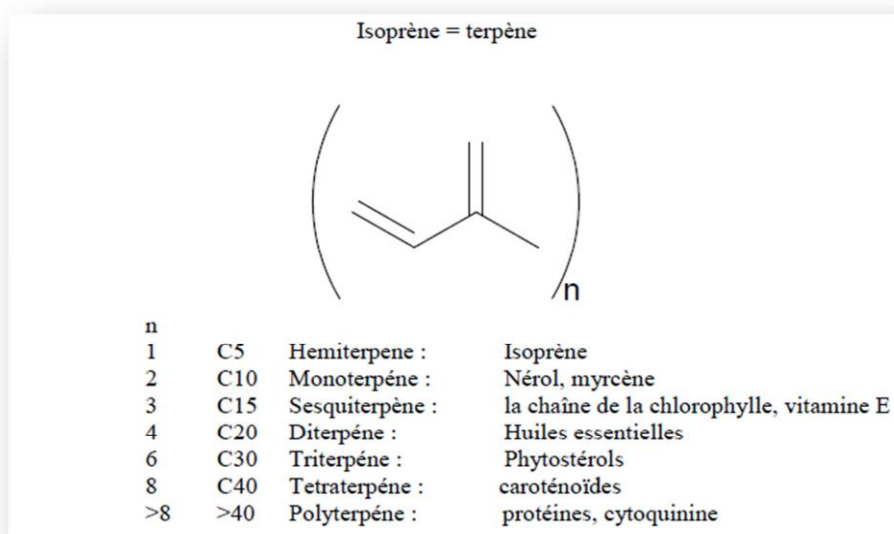 Isoprène = terpène
n
n
1 C5 Hemiterpene : Isoprène
2 C10 Monoterpéne : Nérol, myrcène
3 C15 Sesquiterpène : la chaîne de la chlorophylle, vitamine E
4 C20 Diterpéne : Huiles essentielles
6 C30 Triterpéne : Phytostérols
8 C40 Tetraterpéne : caroténoïdes
>8 >40 Polyterpéne : protéines, cytoquinine